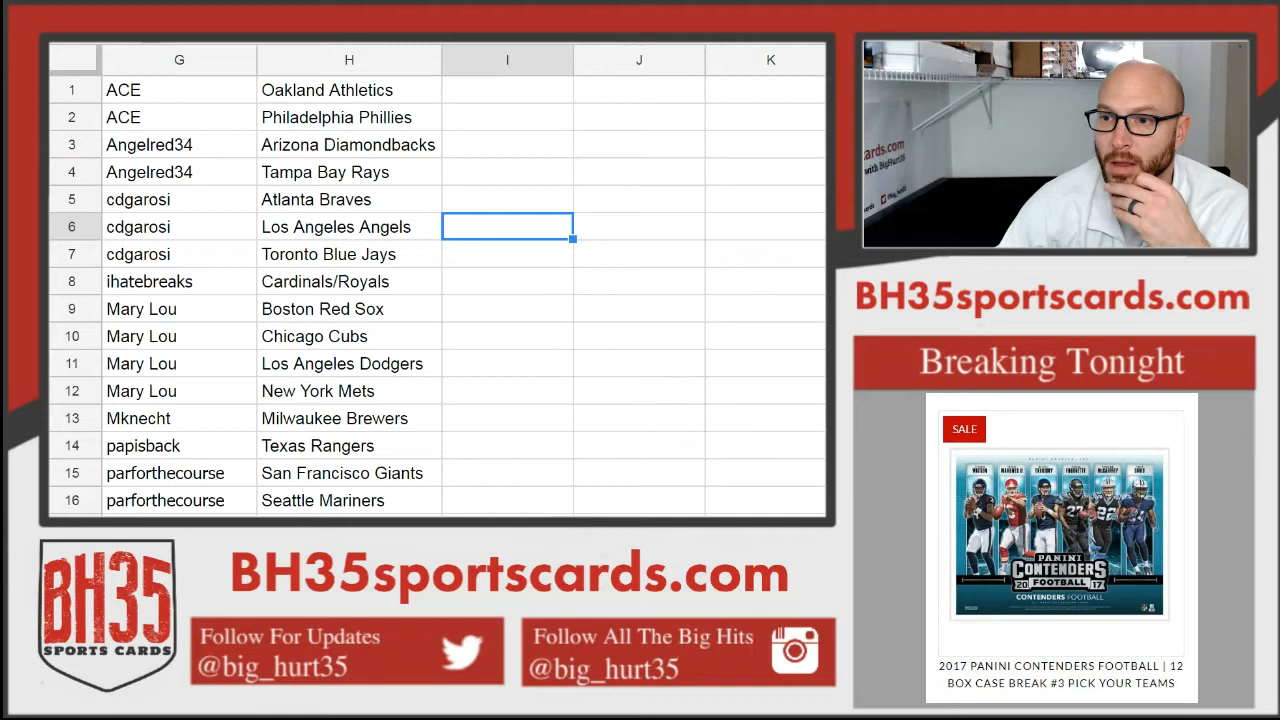 G H I J K
1 ACE Oakland Athletics
2 ACE Philadelphia Phillies
3 Angelred34 Arizona Diamondbacks
4 Angelred34 Tampa Bay Rays
5 cdgarosi Atlanta Braves
6 cdgarosi Los Angeles Angels
7 cdgarosi Toronto Blue Jays
8 ihatebreaks Cardinals/Royals
9 Mary Lou Boston Red Sox
10 Mary Lou Chicago Cubs
11 Mary Lou Los Angeles Dodgers
12 Mary Lou New York Mets
13 Mknecht Milwaukee Brewers
14 papisback Texas Rangers
15 parforthecourse San Francisco Giants
16 parforthecourse Seattle Mariners
BH35sportscards.com
Breaking Tonight
SALE
PANINI
CONTENDERS
20 FOOTBALL 17
CONTENDERS FOOTBALL
2017 PANINI CONTENDERS FOOTBALL | 12
BOX CASE BREAK #3 PICK YOUR TEAMS
BH35
SPORTS CARDS
BH35sportscards.com
Follow For Updates
@big_hurt35
Follow All The Big Hits
@big_hurt35